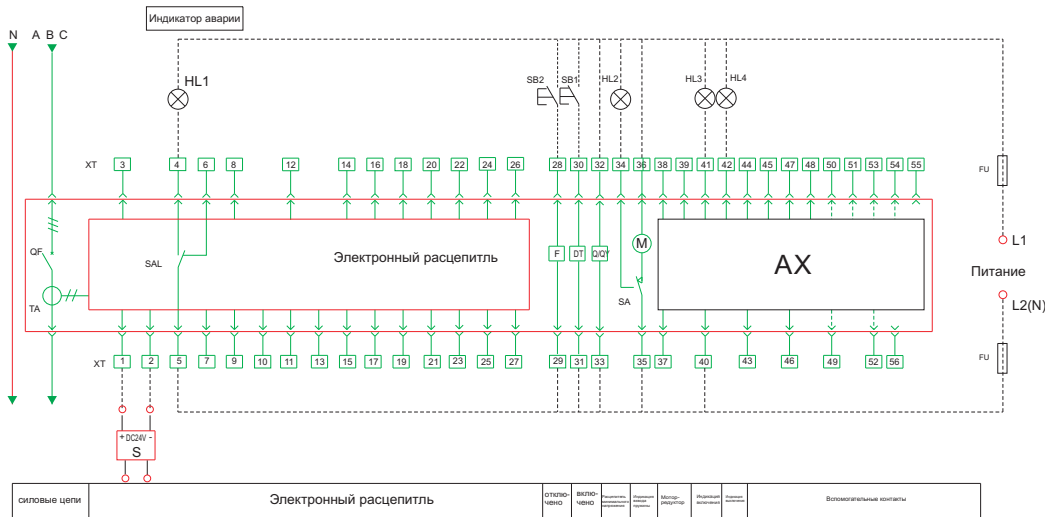 Индикатор аварии
N A B C
HL1
SB2 SB1 HL2 HL3 HL4
XT 3 4 6 8 12 14 16 18 20 22 24 26 28 30 32 34 36 38 39 41 42 44 45 47 48 50 51 53 54 55
FU
L1
QF
SAL
Электронный расцепитль
F DT Q/QY
M
AX
Питание
SA
TA
L2(N)
XT 1 2 5 7 9 10 11 13 15 17 19 21 23 25 27 29 31 33 35 37 40 43 46 49 52 56
FU
+ DC24V -
S
силовые цепи
Электронный расцепитль
отклю-
чено
вклю-
чено
Мотор-
редуктор
Индикация
включения
Вспомогательные контакты